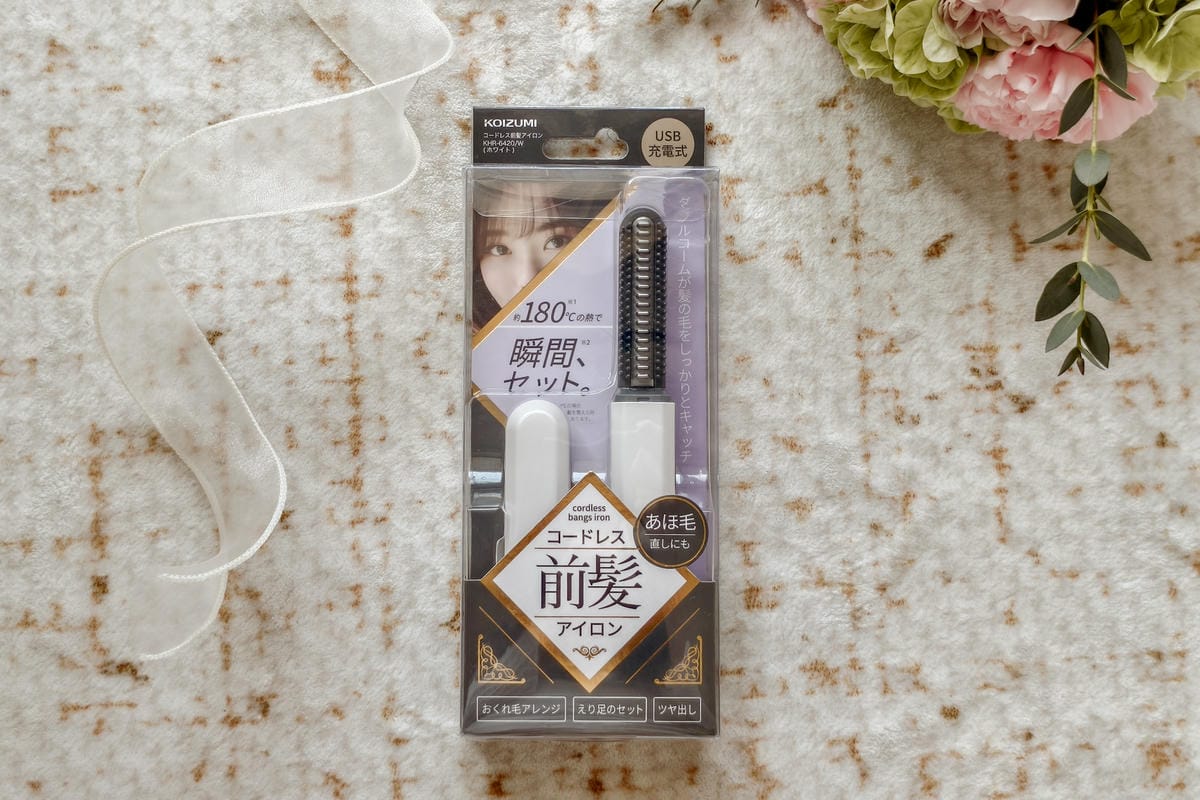 KOIZUMI
コードレス前髪アイロン
KHR-6420/W
(ホワイト)
USB
充電式
ダブルコームが髪の毛をしっかりとキャッチ
約180℃の熱で※1
瞬間、※2
セット。
cordless
bangs iron
コードレス
前髪
アイロン
あほ毛
直しにも
おくれ毛アレンジ
えり足のセット
ツヤ出し